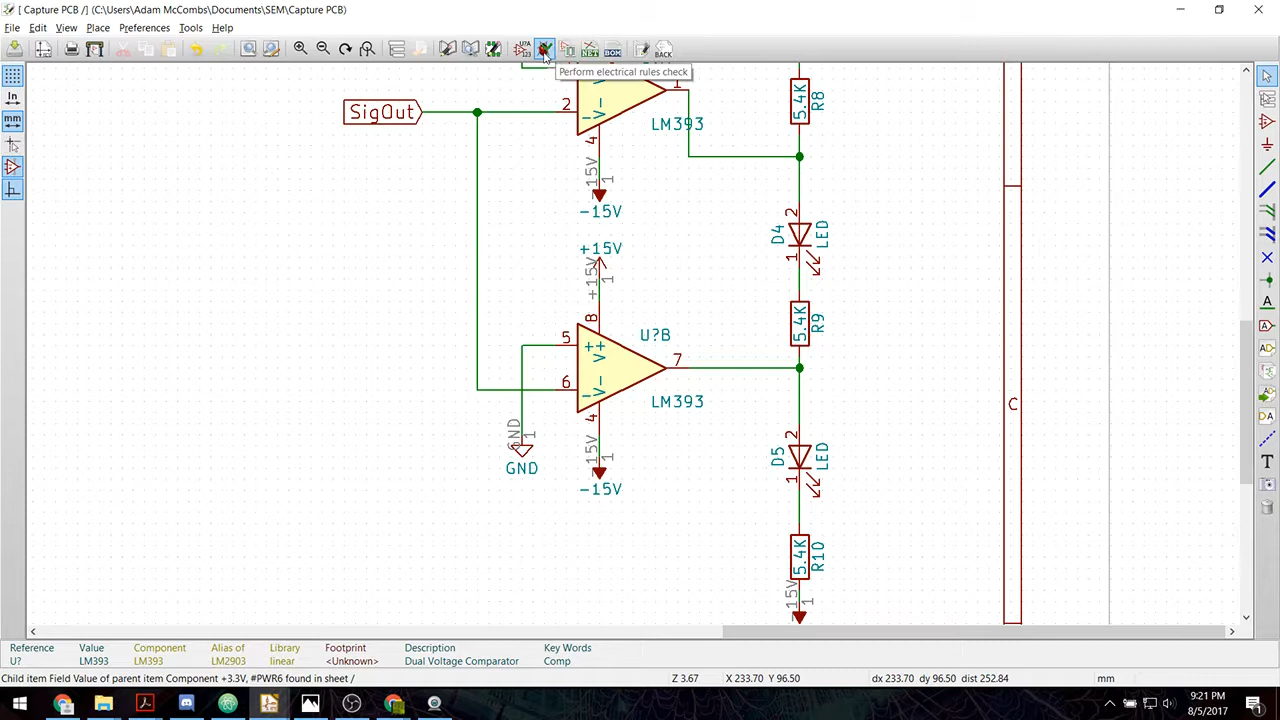 [ Capture PCB /] (C:\Users\Adam McCombs\Documents\SEM\Capture PCB)
File Edit View Place Preferences Tools Help
U?A 123 NET BOM BACK
Perform electrical rules check
In
mm
SigOut
2
V-
4
1
LM393
5.4K
R8
-15V
1
-15V
2
D4
LED
1
+15V
+15V
1
8
U?B
5
V+
7
6
V-
4
LM393
5.4K
R9
GND
1
GND
-15V
1
-15V
2
D5
LED
1
5.4K
R10
-15V
1
C
A
A
A
D
DA
T
Reference Value Component Alias of Library Footprint Description Key Words
U? LM393 LM393 LM2903 linear <Unknown> Dual Voltage Comparator Comp
Child item Field Value of parent item Component +3.3V, #PWR6 found in sheet / Z 3.67 X 233.70 Y 96.50 dx 233.70 dy 96.50 dist 252.84 mm
9:21 PM
8/5/2017